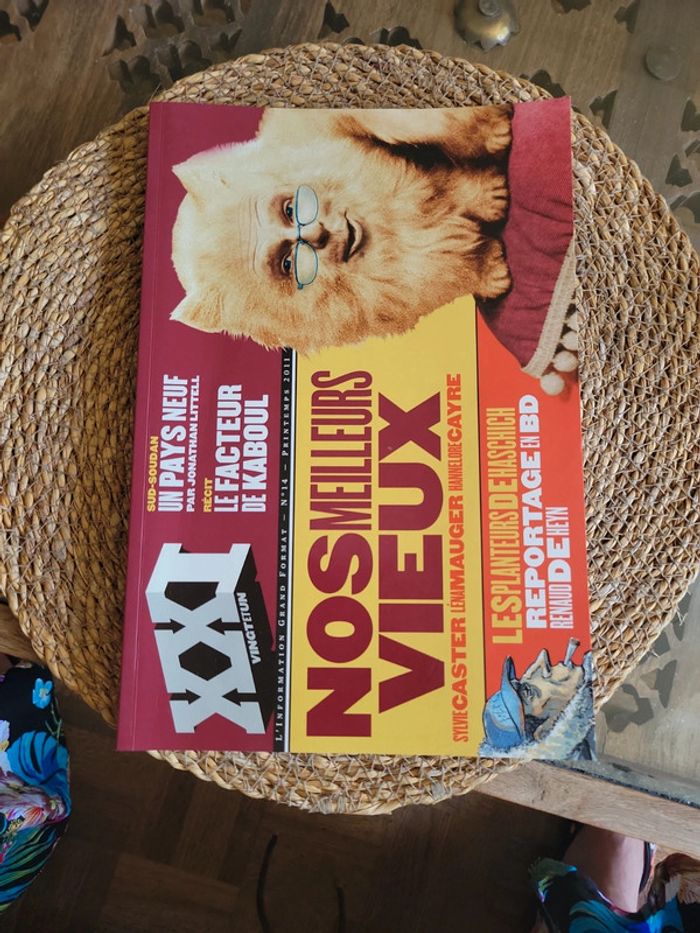 XXI
VINGT ET UN
SUD-SOUDAN
UN PAYS NEUF
PAR JONATHAN LITTELL
RÉCIT
LE FACTEUR
DE KABOUL
L'INFORMATION GRAND FORMAT – N°14 – PRINTEMPS 2011
NOS MEILLEURS
VIEUX
SYLVIE CASTER LÉNA MAUGER HANNELORE CAYRE
LES PLANTEURS DE HASCHICH
REPORTAGE EN BD
RENAUD DE HEYN